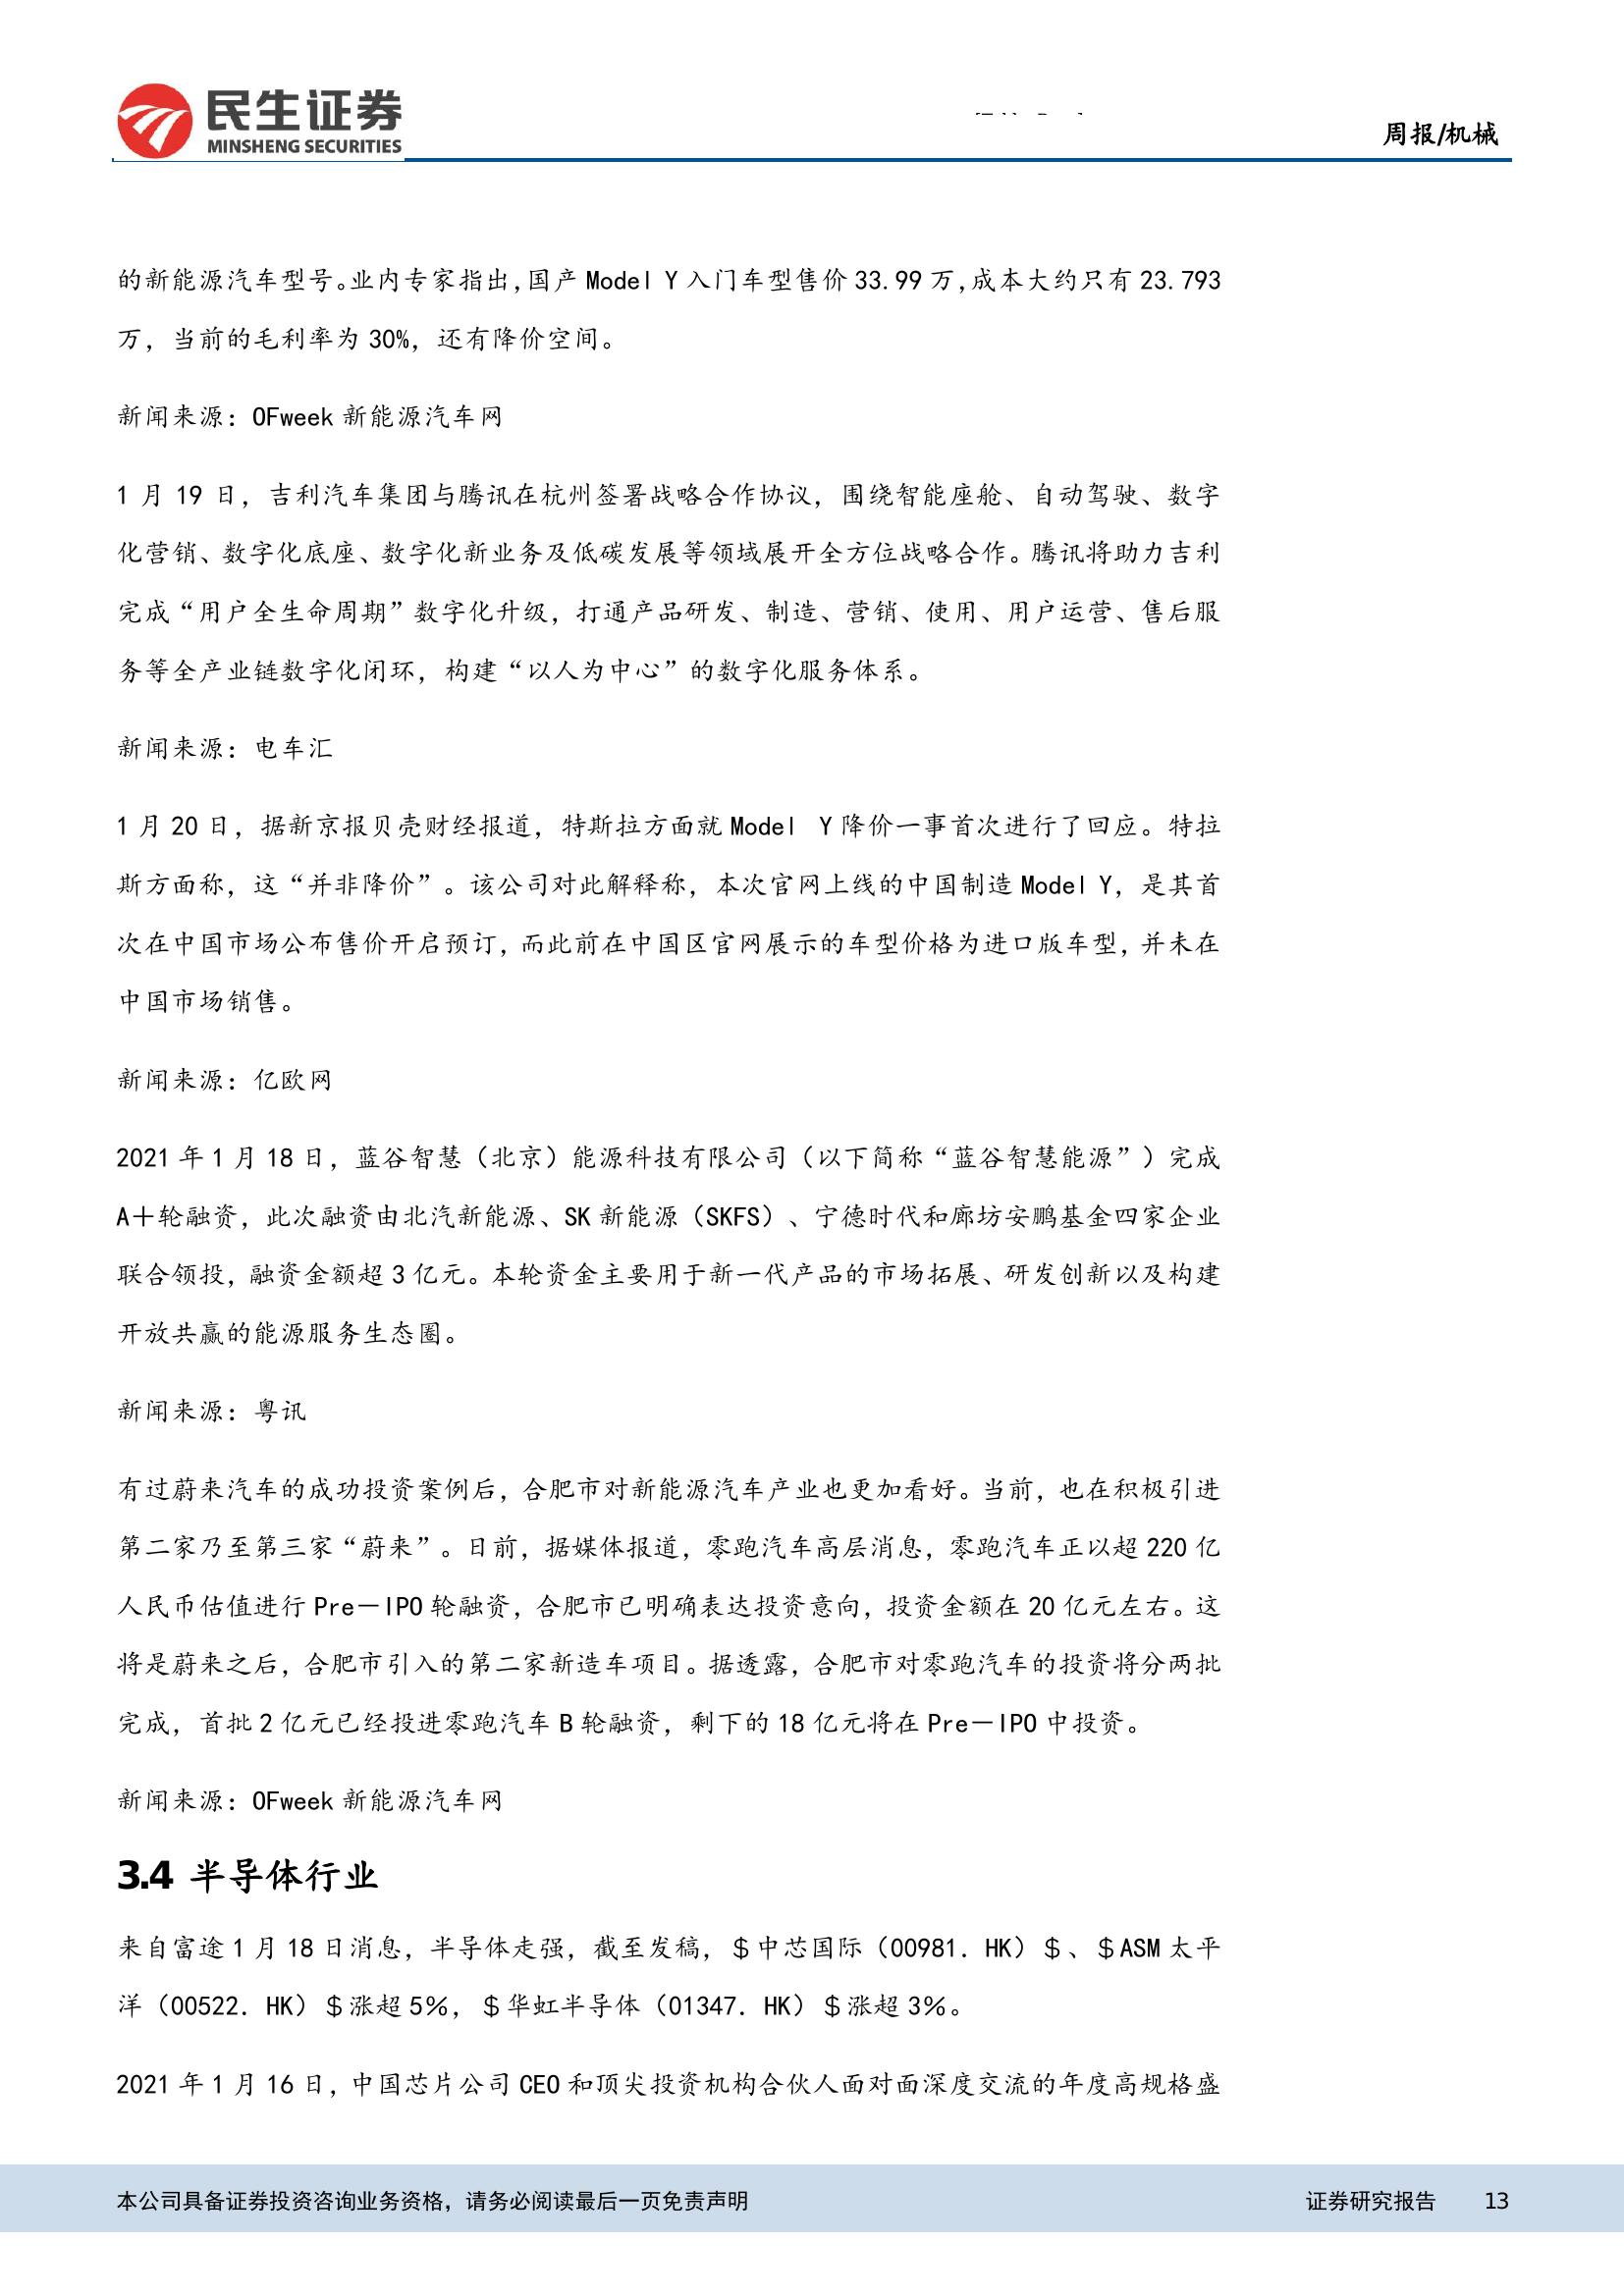 民生证券
MINSHENG SECURITIES
周报/机械
的新能源汽车型号。业内专家指出,国产 Model Y 入门车型售价 33.99 万,成本大约只有 23.793
万，当前的毛利率为 30%，还有降价空间。
新闻来源：OFweek 新能源汽车网
1 月 19 日，吉利汽车集团与腾讯在杭州签署战略合作协议，围绕智能座舱、自动驾驶、数字
化营销、数字化底座、数字化新业务及低碳发展等领域展开全方位战略合作。腾讯将助力吉利
完成“用户全生命周期”数字化升级，打通产品研发、制造、营销、使用、用户运营、售后服
务等全产业链数字化闭环，构建“以人为中心”的数字化服务体系。
新闻来源：电车汇
1 月 20 日，据新京报贝壳财经报道，特斯拉方面就 Model Y 降价一事首次进行了回应。特拉
斯方面称，这“并非降价”。该公司对此解释称，本次官网上线的中国制造 Model Y，是其首
次在中国市场公布售价开启预订，而此前在中国区官网展示的车型价格为进口版车型，并未在
中国市场销售。
新闻来源：亿欧网
2021 年 1 月 18 日，蓝谷智慧（北京）能源科技有限公司（以下简称“蓝谷智慧能源”）完成
A＋轮融资，此次融资由北汽新能源、SK 新能源（SKFS）、宁德时代和廊坊安鹏基金四家企业
联合领投，融资金额超 3 亿元。本轮资金主要用于新一代产品的市场拓展、研发创新以及构建
开放共赢的能源服务生态圈。
新闻来源：粤讯
有过蔚来汽车的成功投资案例后，合肥市对新能源汽车产业也更加看好。当前，也在积极引进
第二家乃至第三家“蔚来”。日前，据媒体报道，零跑汽车高层消息，零跑汽车正以超 220 亿
人民币估值进行 Pre－IPO 轮融资，合肥市已明确表达投资意向，投资金额在 20 亿元左右。这
将是蔚来之后，合肥市引入的第二家新造车项目。据透露，合肥市对零跑汽车的投资将分两批
完成，首批 2 亿元已经投进零跑汽车 B 轮融资，剩下的 18 亿元将在 Pre－IPO 中投资。
新闻来源：OFweek 新能源汽车网
3.4 半导体行业
来自富途 1 月 18 日消息，半导体走强，截至发稿，＄中芯国际（00981．HK）＄、＄ASM 太平
洋（00522．HK）＄涨超 5％，＄华虹半导体（01347．HK）＄涨超 3％。
2021 年 1 月 16 日，中国芯片公司 CEO 和顶尖投资机构合伙人面对面深度交流的年度高规格盛
本公司具备证券投资咨询业务资格，请务必阅读最后一页免责声明
证券研究报告 13